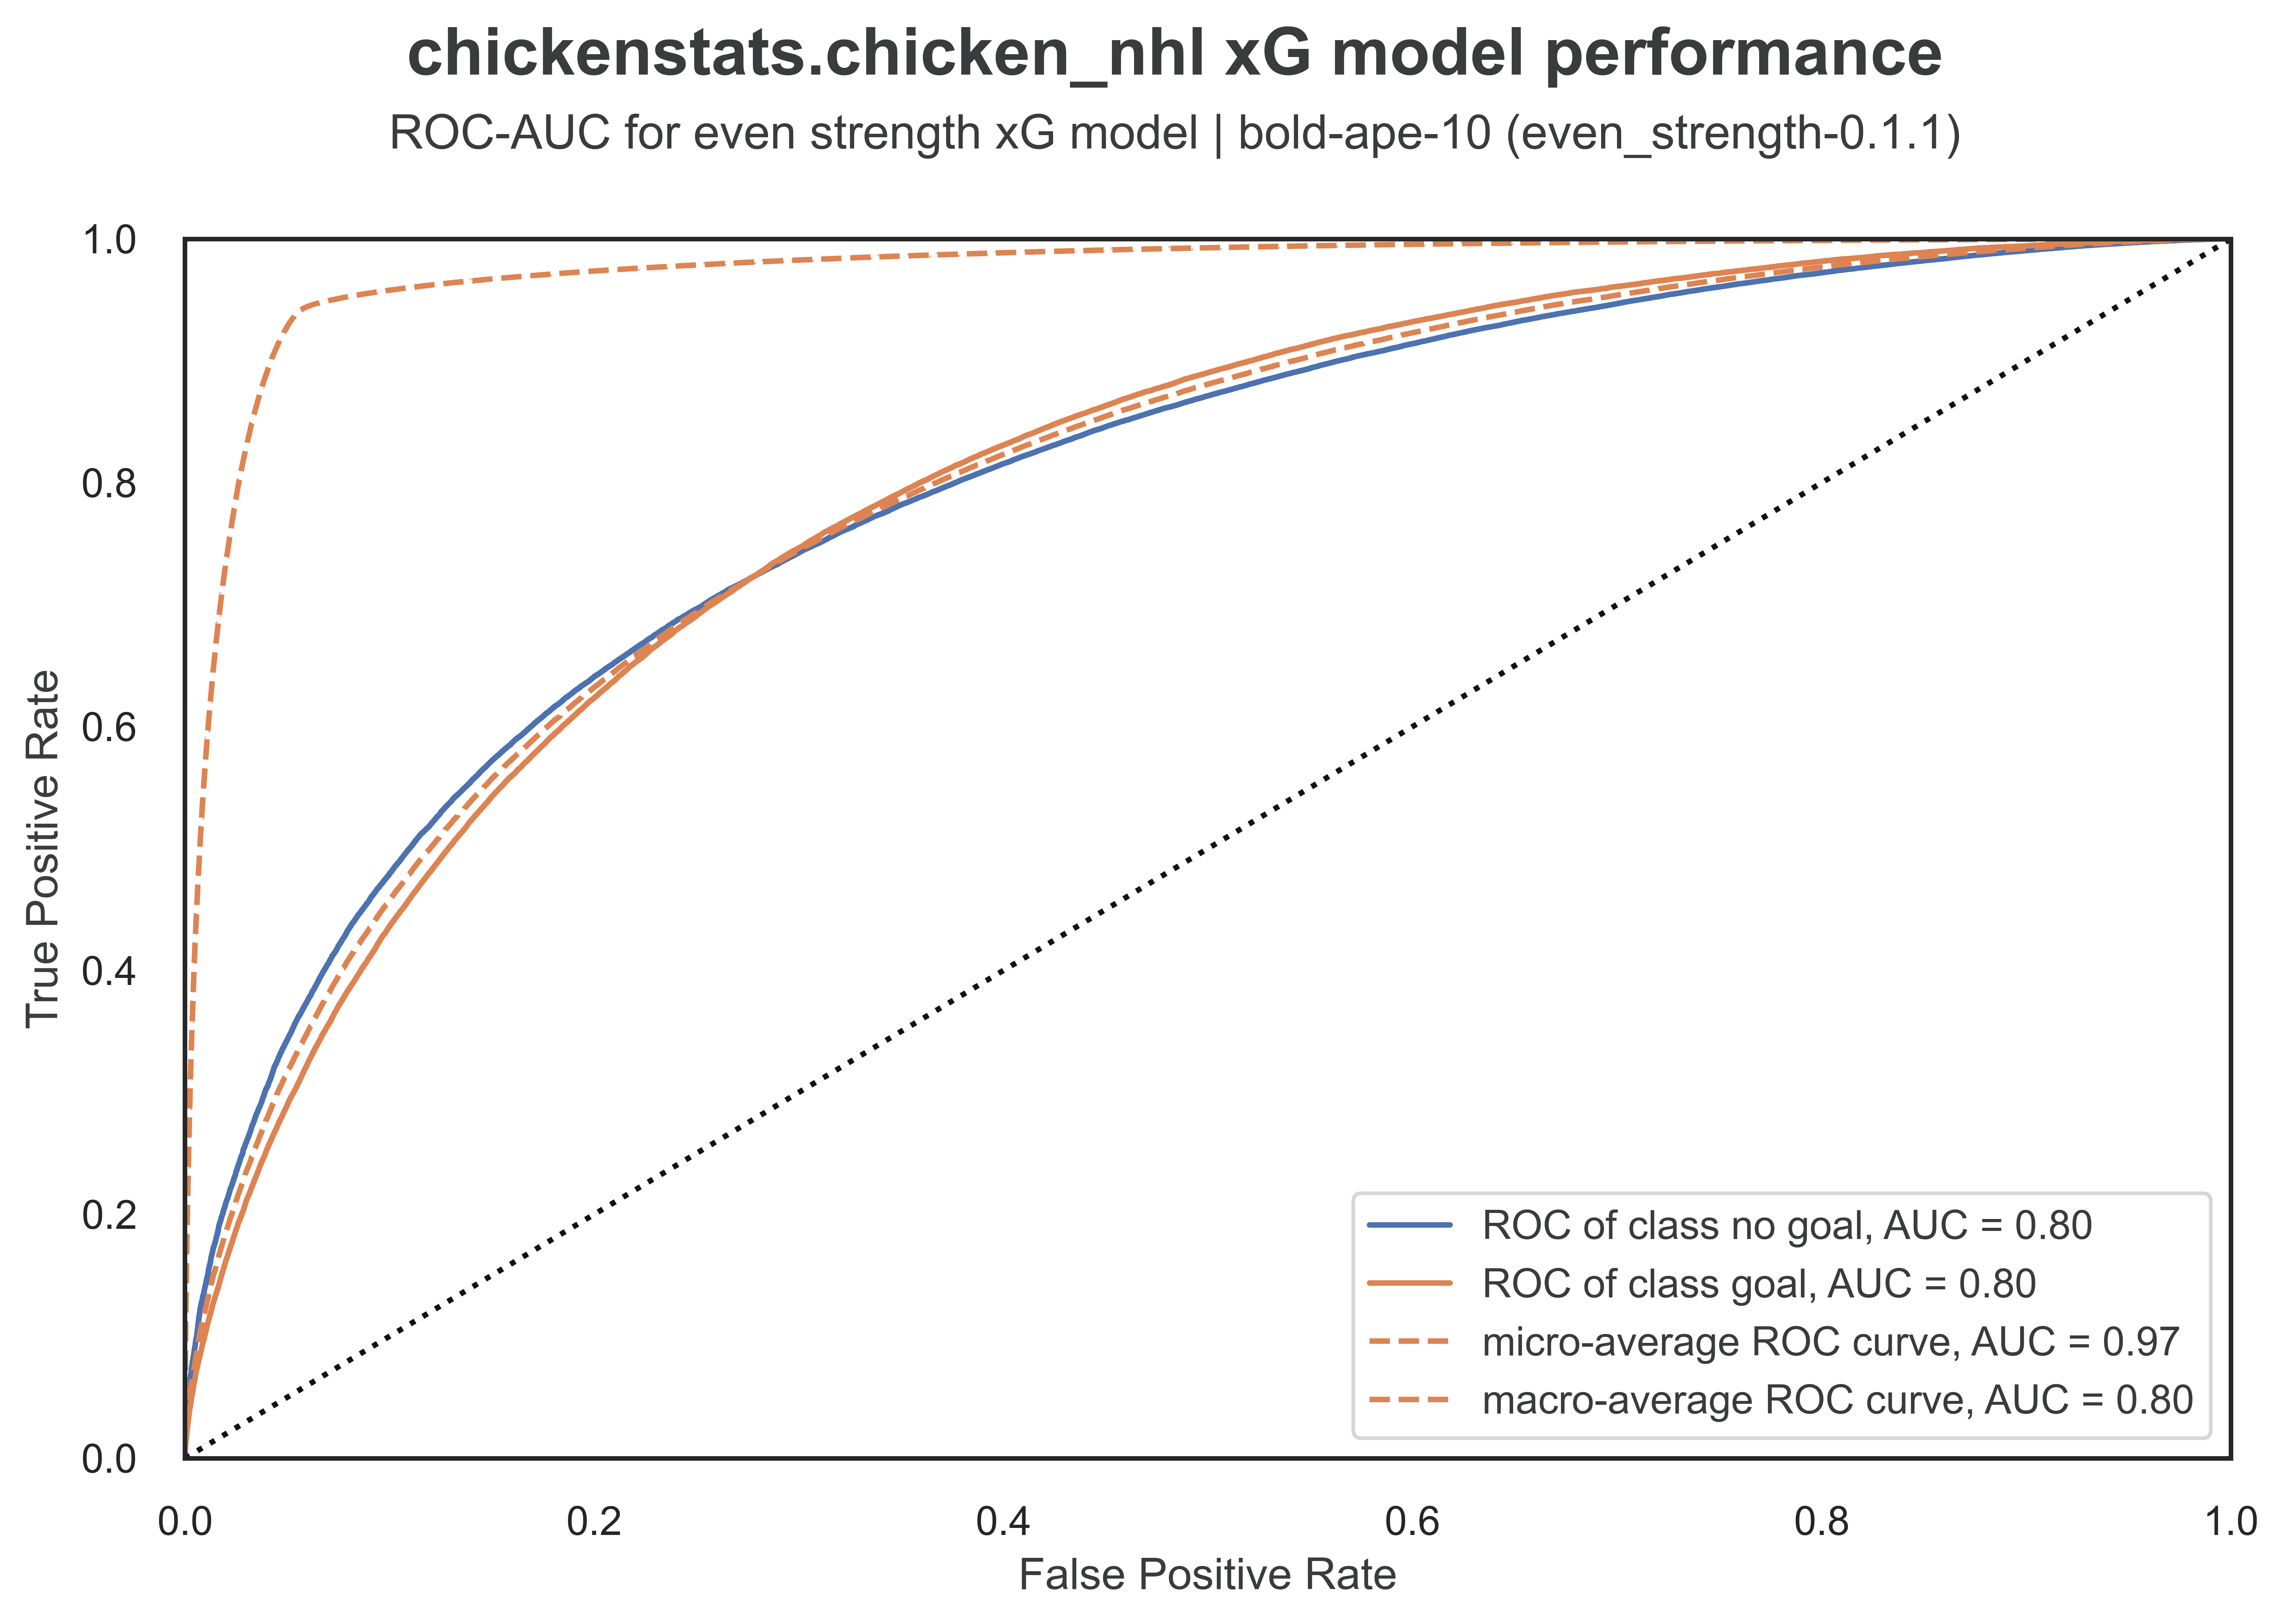 chickenstats.chicken_nhl xG model performance
ROC-AUC for even strength xG model | bold-ape-10 (even_strength-0.1.1)
1.0
0.8
0.6
0.4
0.2
0.0
True Positive Rate
ROC of class no goal, AUC = 0.80
ROC of class goal, AUC = 0.80
micro-average ROC curve, AUC = 0.97
macro-average ROC curve, AUC = 0.80
0.0 0.2 0.4 0.6 0.8 1.0
False Positive Rate